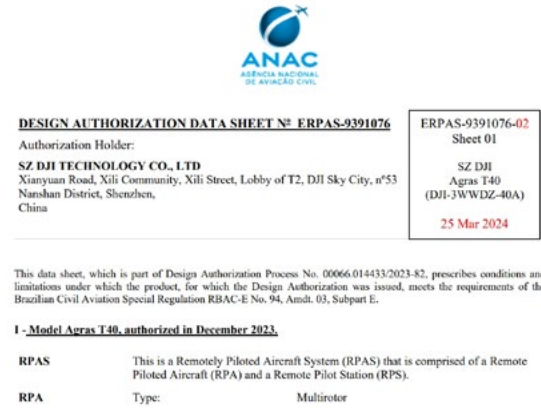 ANAC
AGÊNCIA NACIONAL
DE AVIAÇÃO CIVIL
DESIGN AUTHORIZATION DATA SHEET Nº ERPAS-9391076
Authorization Holder:
SZ DJI TECHNOLOGY CO., LTD
Xianyuan Road, Xili Community, Xili Street, Lobby of T2, DJI Sky City, nº53
Nanshan District, Shenzhen,
China
ERPAS-9391076-02
Sheet 01
SZ DJI
Agras T40
(DJI-3WWDZ-40A)
25 Mar 2024
This data sheet, which is part of Design Authorization Process No. 00066.014433/2023-82, prescribes conditions an
limitations under which the product, for which the Design Authorization was issued, meets the requirements of th
Brazilian Civil Aviation Special Regulation RBAC-E No. 94, Amdt. 03, Subpart E.
I - Model Agras T40, authorized in December 2023.
RPAS This is a Remotely Piloted Aircraft System (RPAS) that is comprised of a Remote
Piloted Aircraft (RPA) and a Remote Pilot Station (RPS).
RPA Type: Multirotor